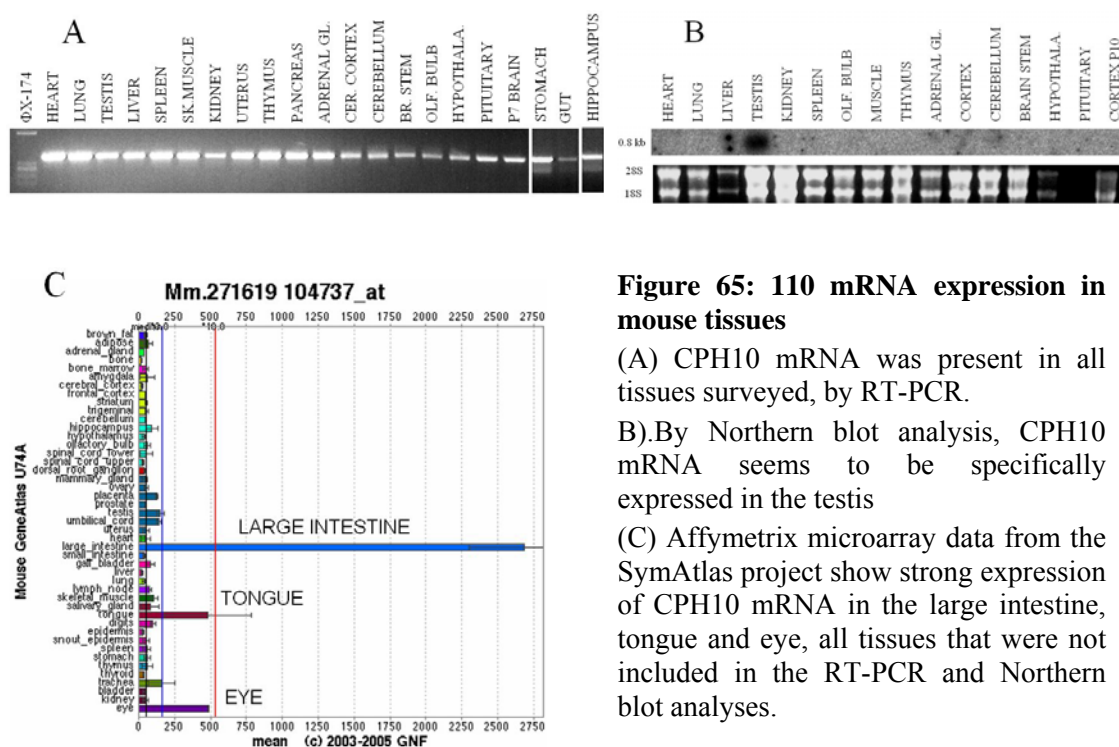 A
ΦX-174
HEART
LUNG
TESTIS
LIVER
SPLEEN
SK.MUSCLE
KIDNEY
UTERUS
THYMUS
PANCREAS
ADRENAL GL.
CER. CORTEX
CEREBELLUM
BR. STEM
OLF. BULB
HYPOTHALA.
PITUITARY
P7 BRAIN
STOMACH
GUT
HIPPOCAMPUS
B
HEART
LUNG
LIVER
TESTIS
KIDNEY
SPLEEN
OLF. BULB
MUSCLE
THYMUS
ADRENAL GL.
CORTEX
CEREBELLUM
BRAIN STEM
HYPOTHALA.
PITUITARY
CORTEX P10
0.8 kb
28S
18S
C
Mm.271619 104737_at
0 250 500 750 1000 1250 1500 1750 2000 2250 2500 2750
Mouse GeneAtlas U74A
brown_fat
adipose
adrenal_gland
bone
bone_marrow
amygdala
cerebral_cortex
frontal_cortex
striatum
trigeminal
cerebellum
hippocampus
hypothalamus
olfactory_bulb
spinal_cord_lower
spinal_cord_upper
dorsal_root_ganglion
mammary_gland
ovary
placenta
prostate
testis
umbilical_cord
uterus
heart
large_intestine
small_intestine
gall_bladder
liver
lung
lymph_node
skeletal_muscle
salivary_gland
tongue
digits
epidermis
snout_epidermis
spleen
stomach
thymus
thyroid
trachea
bladder
kidney
eye
LARGE INTESTINE
TONGUE
EYE
0 250 500 750 1000 1250 1500 1750 2000 2250 2500 2750
mean (c) 2003-2005 GNF
Figure 65: 110 mRNA expression in
mouse tissues
(A) CPH10 mRNA was present in all
tissues surveyed, by RT-PCR.
B).By Northern blot analysis, CPH10
mRNA seems to be specifically
expressed in the testis
(C) Affymetrix microarray data from the
SymAtlas project show strong expression
of CPH10 mRNA in the large intestine,
tongue and eye, all tissues that were not
included in the RT-PCR and Northern
blot analyses.